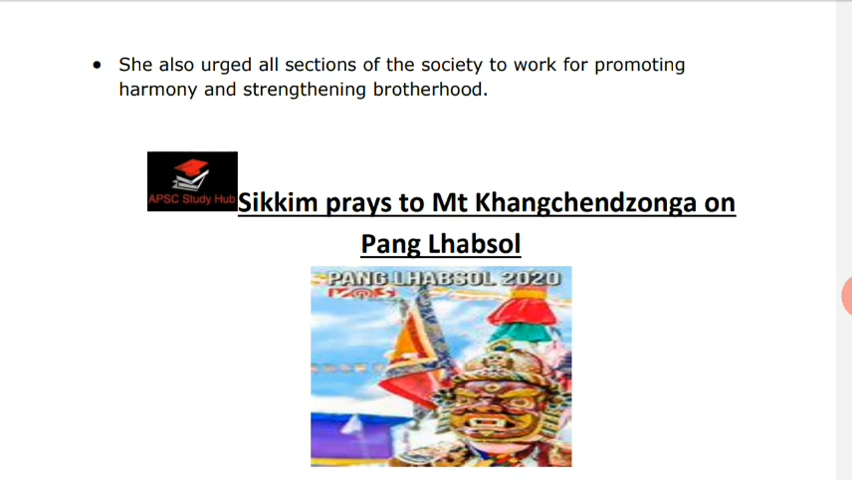 • She also urged all sections of the society to work for promoting
harmony and strengthening brotherhood.
APSC Study Hub
Sikkim prays to Mt Khangchendzonga on
Pang Lhabsol
PANG LHABSOL 2020